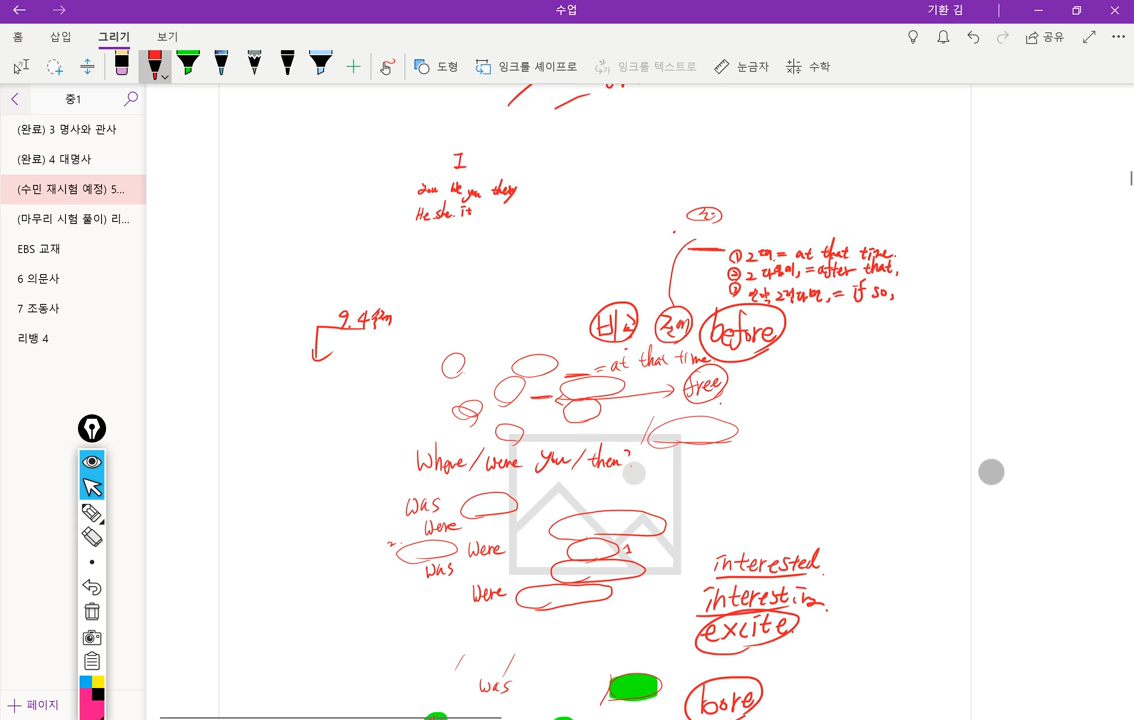 수업
기환 김
홈 삽입 그리기 보기
공유
도형 잉크를 셰이프로 잉크를 텍스트로 눈금자 수학
중1
(완료) 3 명사와 관사
(완료) 4 대명사
(수민 재시험 예정) 5...
(마무리 시험 풀이) 리...
EBS 교재
6 의문사
7 조동사
리뱅 4
페이지
I
you we you they
He. she. it
① 그때. = at that time.
② 그 다음에, = after that,
③ 만약 그렇다면, = if so,
before
= at that time.
free
Where / were you / then?
was
were
2. were 1
was
were
interested.
interesting.
excite
was
bore